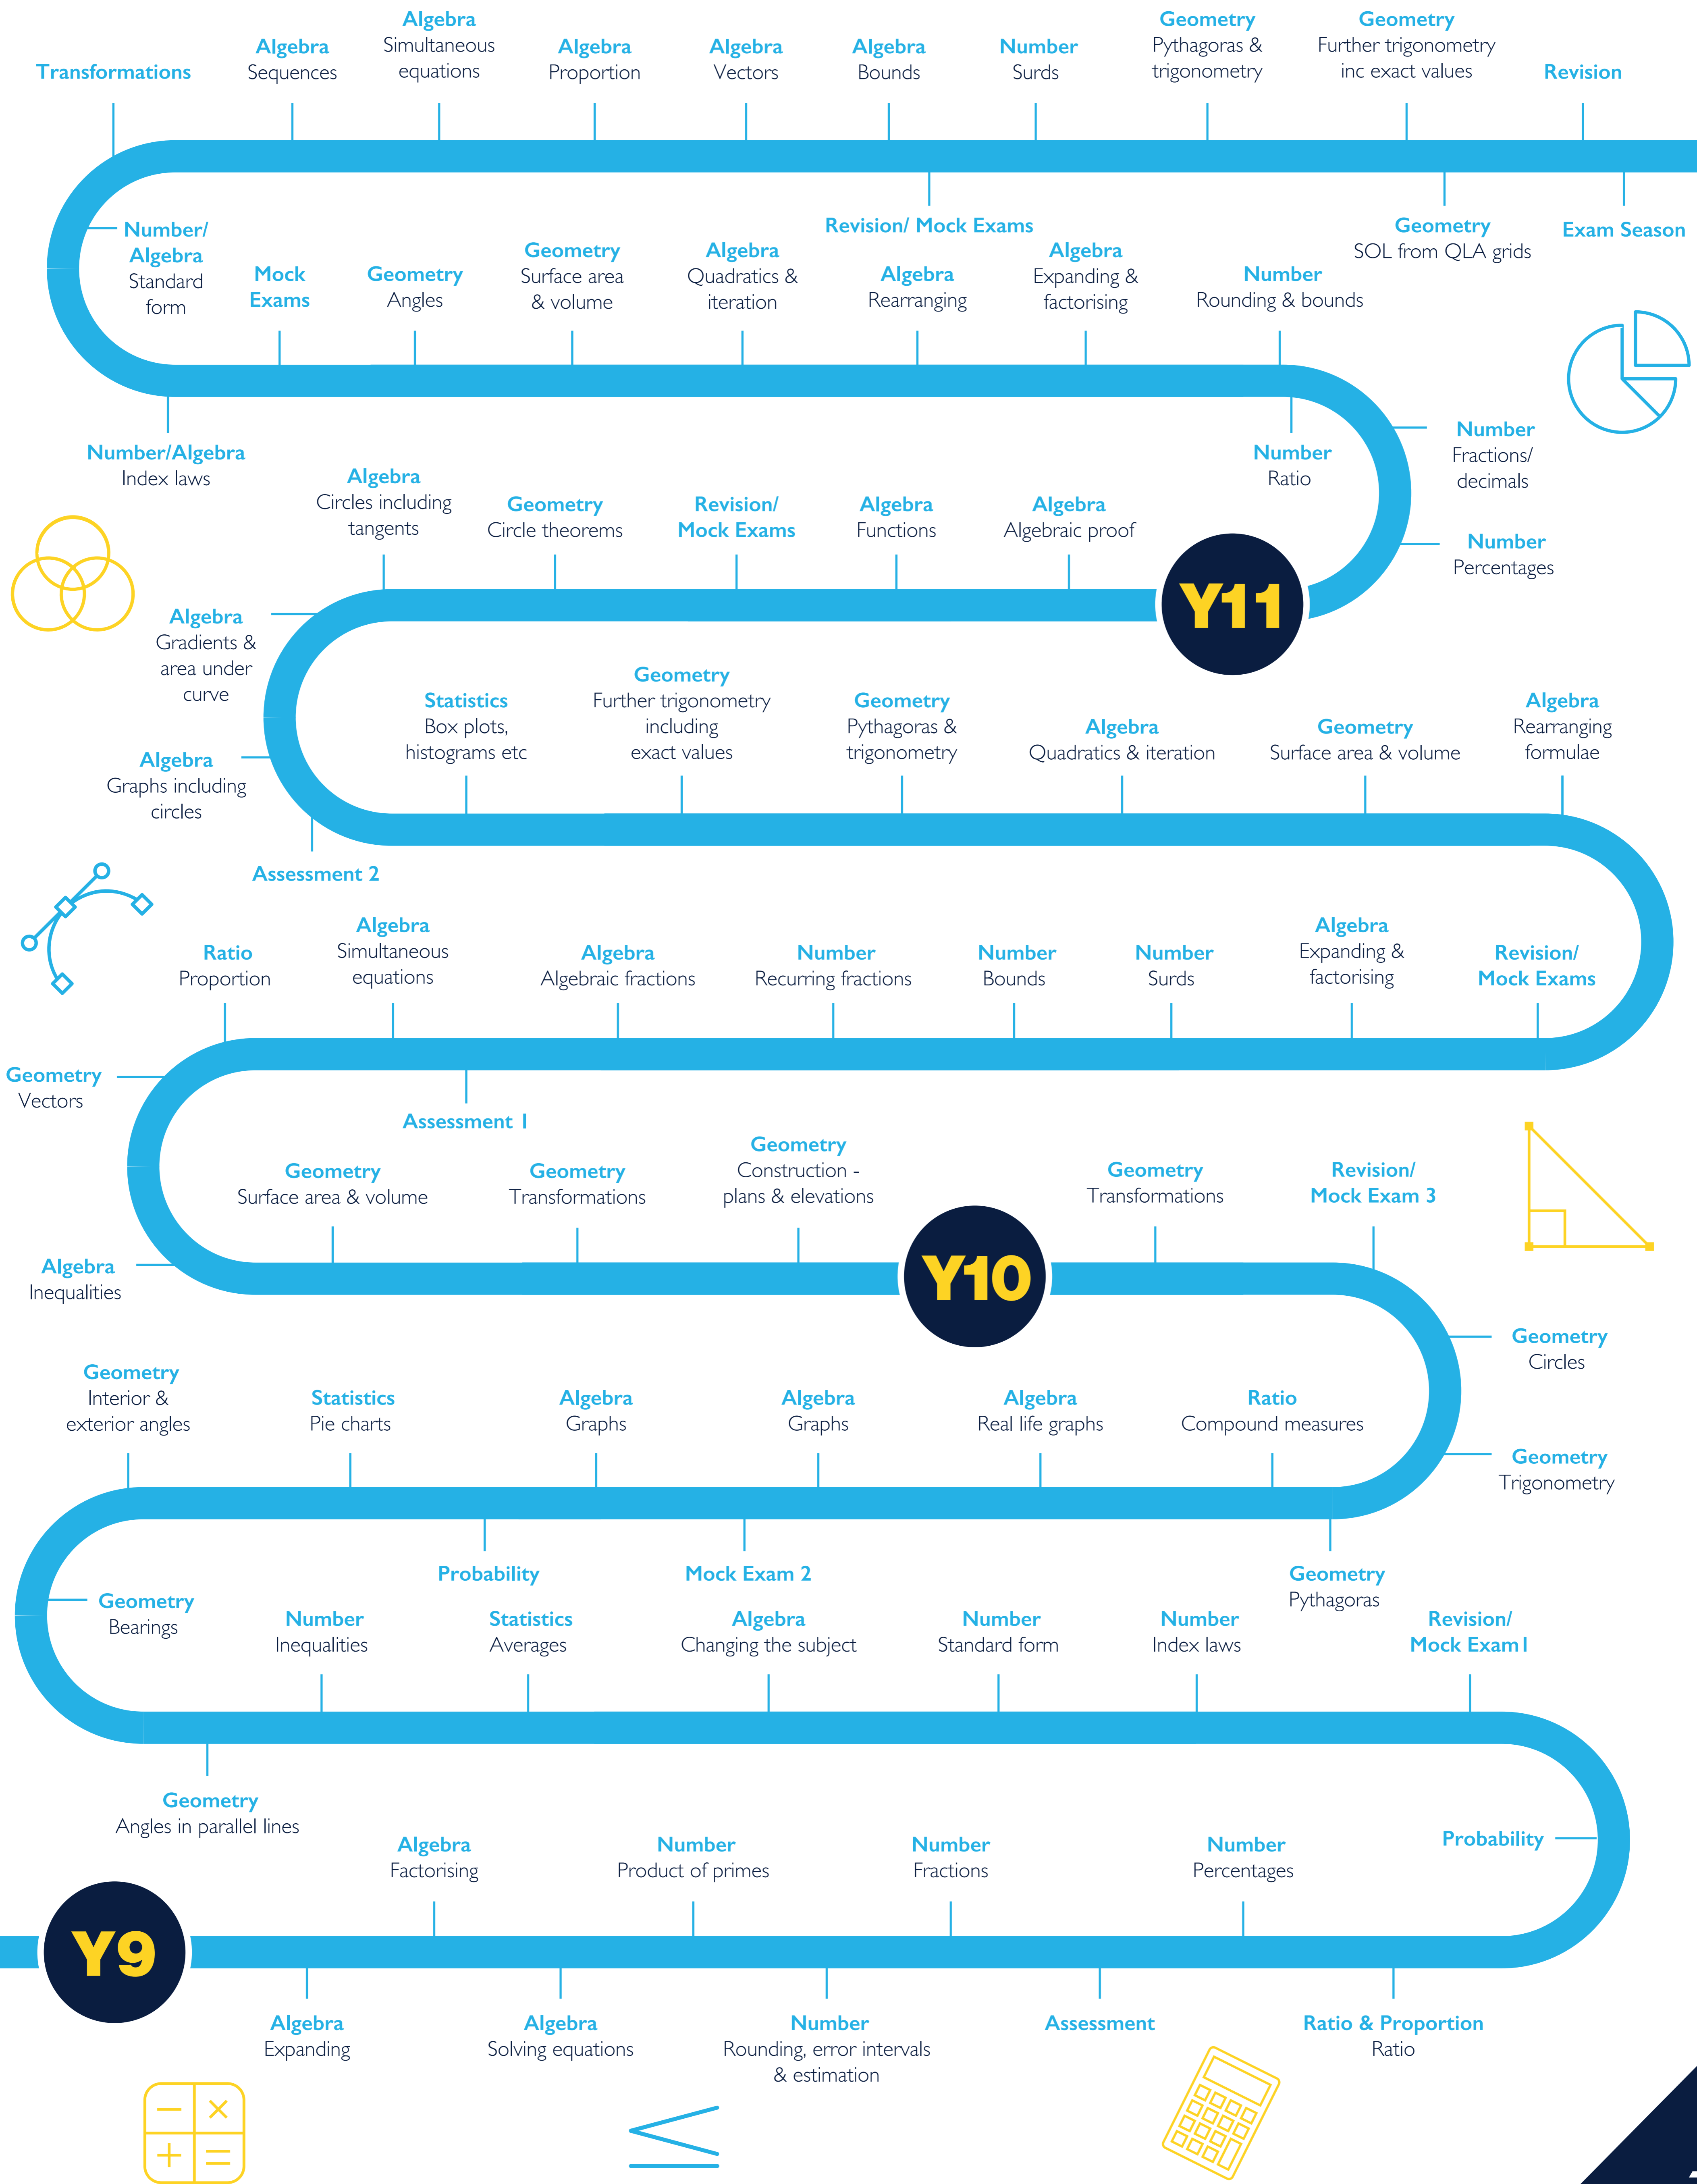 Transformations
Algebra
Sequences
Algebra
Simultaneous
equations
Algebra
Proportion
Algebra
Vectors
Algebra
Bounds
Number
Surds
Geometry
Pythagoras &
trigonometry
Geometry
Further trigonometry
inc exact values
Revision
Number/
Algebra
Standard
form
Mock
Exams
Geometry
Angles
Geometry
Surface area
& volume
Algebra
Quadratics &
iteration
Revision/ Mock Exams
Algebra
Rearranging
Algebra
Expanding &
factorising
Number
Rounding & bounds
Geometry
SOL from QLA grids
Exam Season
Number/Algebra
Index laws
Algebra
Circles including
tangents
Geometry
Circle theorems
Revision/
Mock Exams
Algebra
Functions
Algebra
Algebraic proof
Number
Ratio
Number
Fractions/
decimals
Number
Percentages
Y11
Algebra
Gradients &
area under
curve
Algebra
Graphs including
circles
Statistics
Box plots,
histograms etc
Geometry
Further trigonometry
including
exact values
Geometry
Pythagoras &
trigonometry
Algebra
Quadratics & iteration
Geometry
Surface area & volume
Algebra
Rearranging
formulae
Assessment 2
Ratio
Proportion
Algebra
Simultaneous
equations
Algebra
Algebraic fractions
Number
Recurring fractions
Number
Bounds
Number
Surds
Algebra
Expanding &
factorising
Revision/
Mock Exams
Geometry
Vectors
Assessment 1
Geometry
Surface area & volume
Geometry
Transformations
Geometry
Construction -
plans & elevations
Y10
Geometry
Transformations
Revision/
Mock Exam 3
Algebra
Inequalities
Geometry
Circles
Geometry
Interior &
exterior angles
Statistics
Pie charts
Algebra
Graphs
Algebra
Graphs
Algebra
Real life graphs
Ratio
Compound measures
Geometry
Trigonometry
Probability
Mock Exam 2
Geometry
Pythagoras
Geometry
Bearings
Number
Inequalities
Statistics
Averages
Algebra
Changing the subject
Number
Standard form
Number
Index laws
Revision/
Mock Exam1
Geometry
Angles in parallel lines
Algebra
Factorising
Number
Product of primes
Number
Fractions
Number
Percentages
Probability
Y9
Algebra
Expanding
Algebra
Solving equations
Number
Rounding, error intervals
& estimation
Assessment
Ratio & Proportion
Ratio